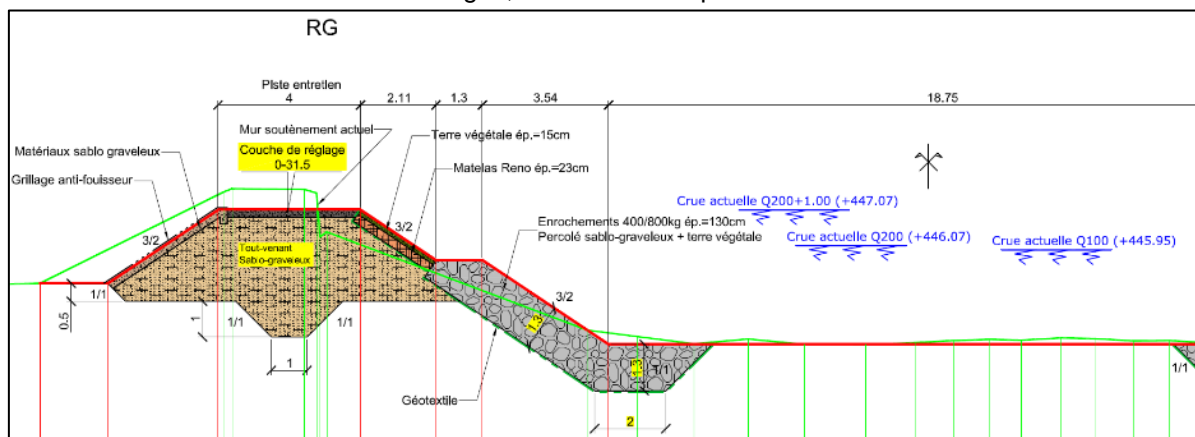 RG
Piste entretien
4
2.11
1.3
3.54
18.75
Mur soutènement actuel
Terre végétale ép.=15cm
Matériaux sablo graveleux
Couche de réglage
0-31.5
Grillage anti-fouisseur
Matelas Reno ép.=23cm
3/2
3/2
Enrochements 400/800kg ép.=130cm
Percolé sablo-graveleux + terre végétale
Crue actuelle Q200+1.00 (+447.07)
Crue actuelle Q200 (+446.07)
Crue actuelle Q100 (+445.95)
Tout-venant
Sablo-graveleux
3/2
1/1
0.5
1
1/1
1/1
1
1.3
1.3
1/1
1/1
Géotextile
2